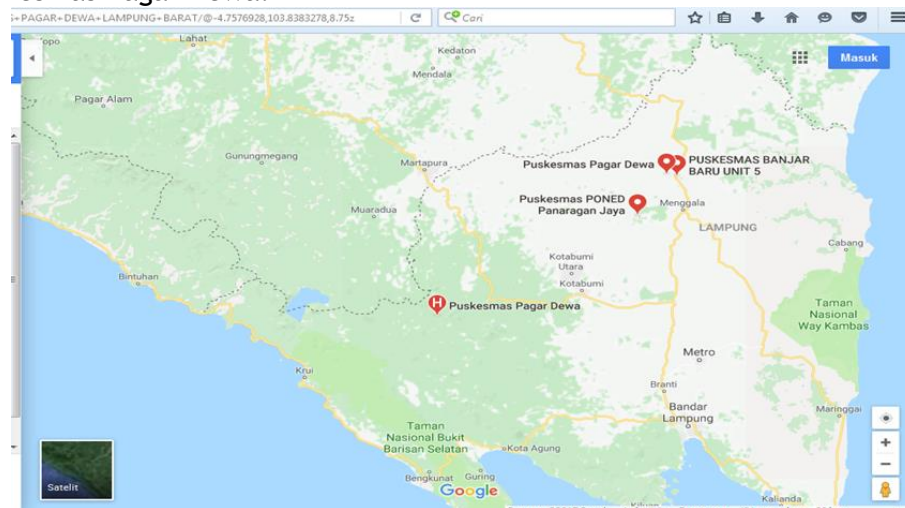 S+PAGAR+DEWA+LAMPUNG+BARAT/@-4.7576928,103.8383278,8.75z
Cari
Masuk
Lahat
Kedaton
Mendala
Pagar Alam
Gunungmegang
Martapura
Puskesmas Pagar Dewa
PUSKESMAS BANJAR
BARU UNIT 5
Puskesmas PONED
Panaragan Jaya
Menggala
Muaradua
LAMPUNG
Cabang
Kotabumi
Utara
Kotabumi
Bintuhan
H
Puskesmas Pagar Dewa
Taman
Nasional
Way Kambas
Metro
Krui
Branti
Bandar
Lampung
Maringgai
Taman
Nasional Bukit
Barisan Selatan
Kota Agung
Bengkunat
Guring
Satelit
Google
Kalianda